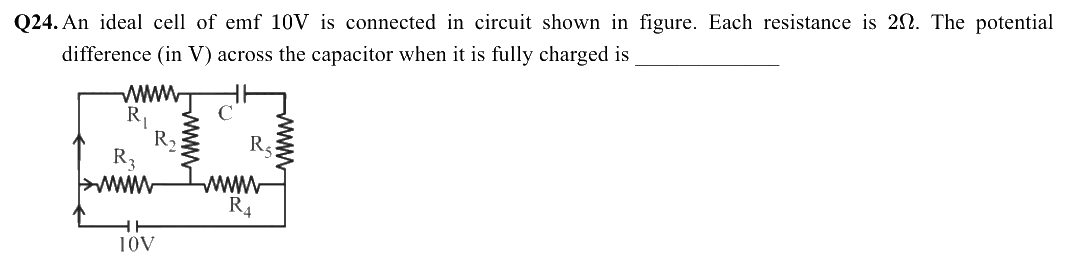 Q24. An ideal cell of emf 10V is connected in circuit shown in figure. Each resistance is 2Ω. The potential
difference (in V) across the capacitor when it is fully charged is ______________
R₁
C
R₂
R₅
R₃
R₄
10V